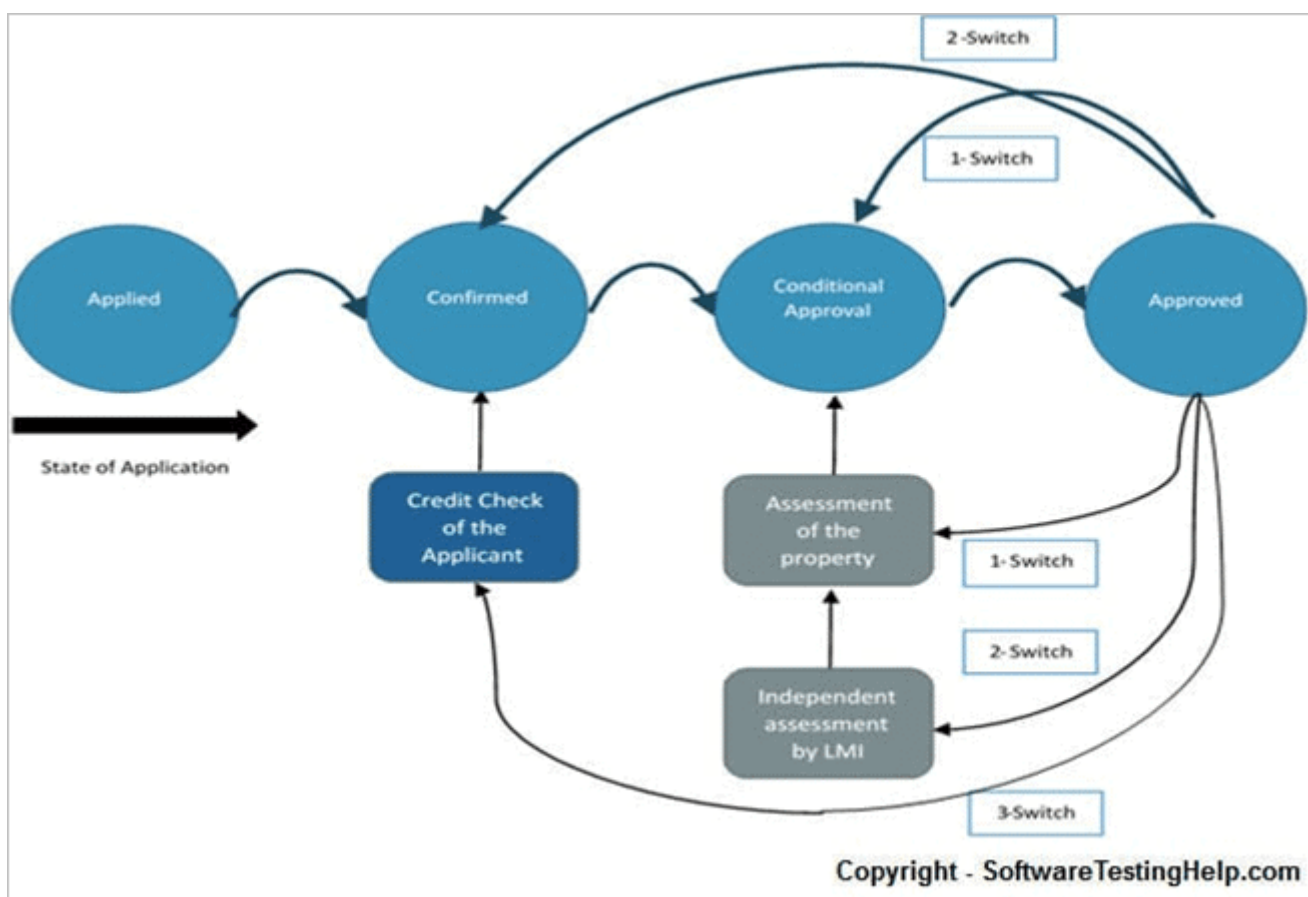 2 -Switch
1- Switch
Applied
Confirmed
Conditional
Approval
Approved
State of Application
Credit Check
of the
Applicant
Assessment
of the
property
1- Switch
2- Switch
Independent
assessment
by LMI
3-Switch
Copyright - SoftwareTestingHelp.com